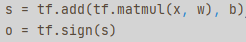 s = tf.add(tf.matmul(x, w), b)
o = tf.sign(s)